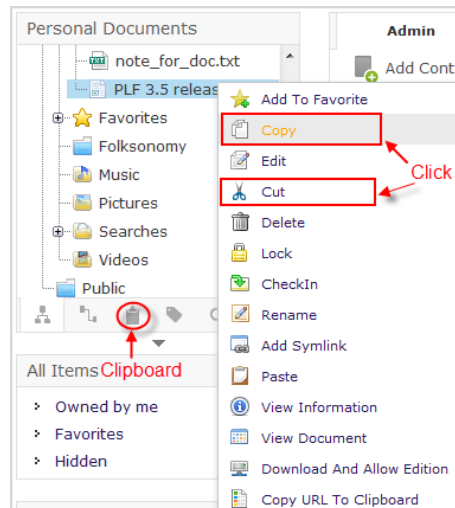 Personal Documents
note_for_doc.txt
PLF 3.5 releas
Favorites
Folksonomy
Music
Pictures
Searches
Videos
Public
Clipboard
All Items
Owned by me
Favorites
Hidden
Admin
Add Cont
Add To Favorite
Copy
Edit
Click
Cut
Delete
Lock
CheckIn
Rename
Add Symlink
Paste
View Information
View Document
Download And Allow Edition
Copy URL To Clipboard